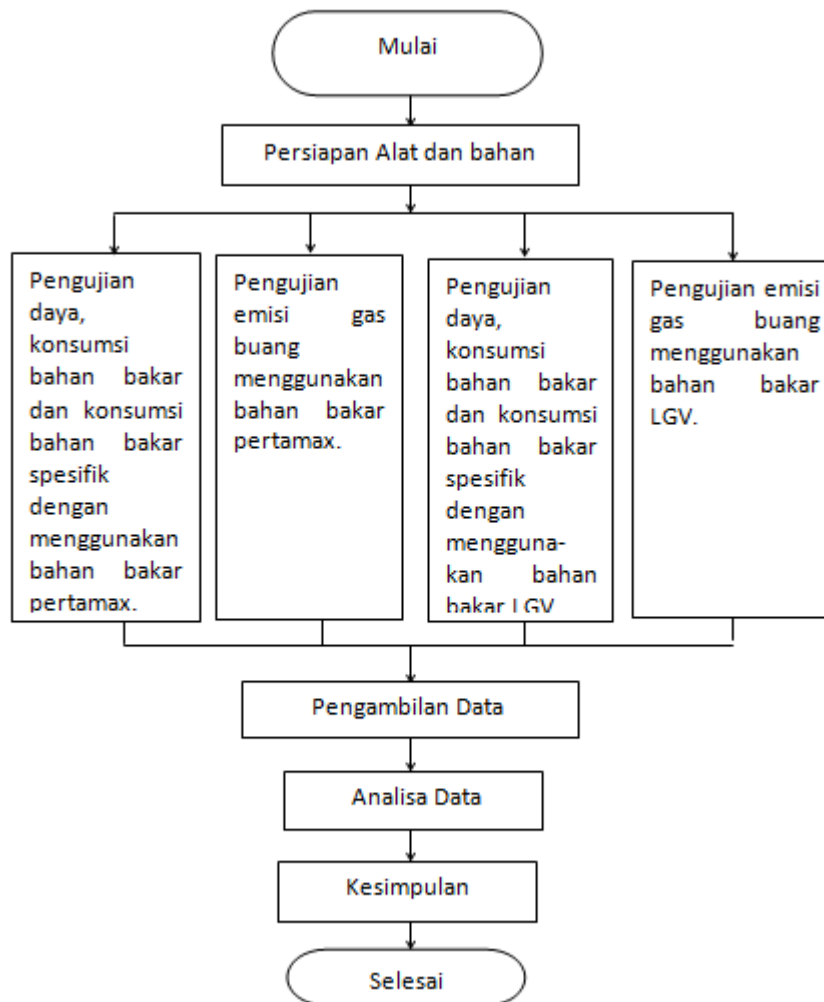 Mulai
Persiapan Alat dan bahan
Pengujian
daya,
konsumsi
bahan bakar
dan konsumsi
bahan bakar
spesifik
dengan
menggunakan
bahan bakar
pertamax.
Pengujian
emisi gas
buang
menggunakan
bahan bakar
pertamax.
Pengujian
daya,
konsumsi
bahan bakar
dan konsumsi
bahan bakar
spesifik
dengan
mengguna-
kan bahan
bakar LGV
Pengujian emisi
gas buang
menggunakan
bahan bakar
LGV.
Pengambilan Data
Analisa Data
Kesimpulan
Selesai